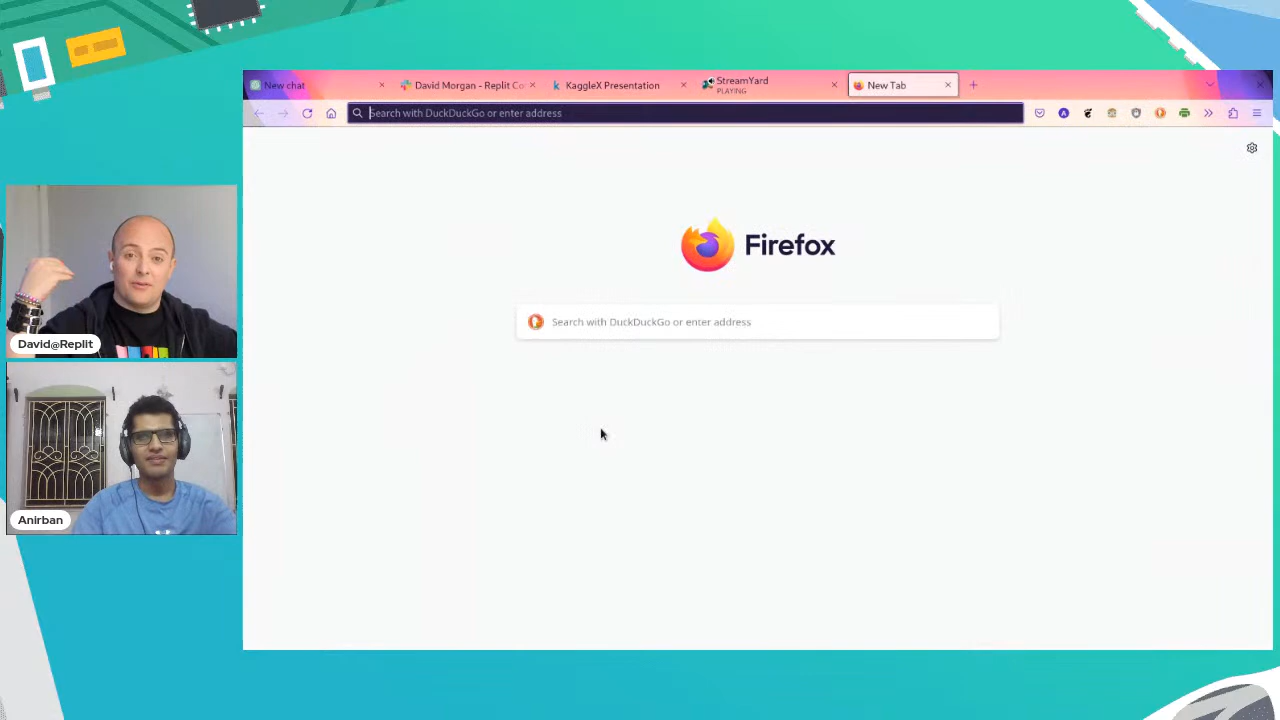 New chat
David Morgan - Replit Co
KaggleX Presentation
StreamYard
PLAYING
New Tab
Search with DuckDuckGo or enter address
Firefox
Search with DuckDuckGo or enter address
David@Replit
Anirban